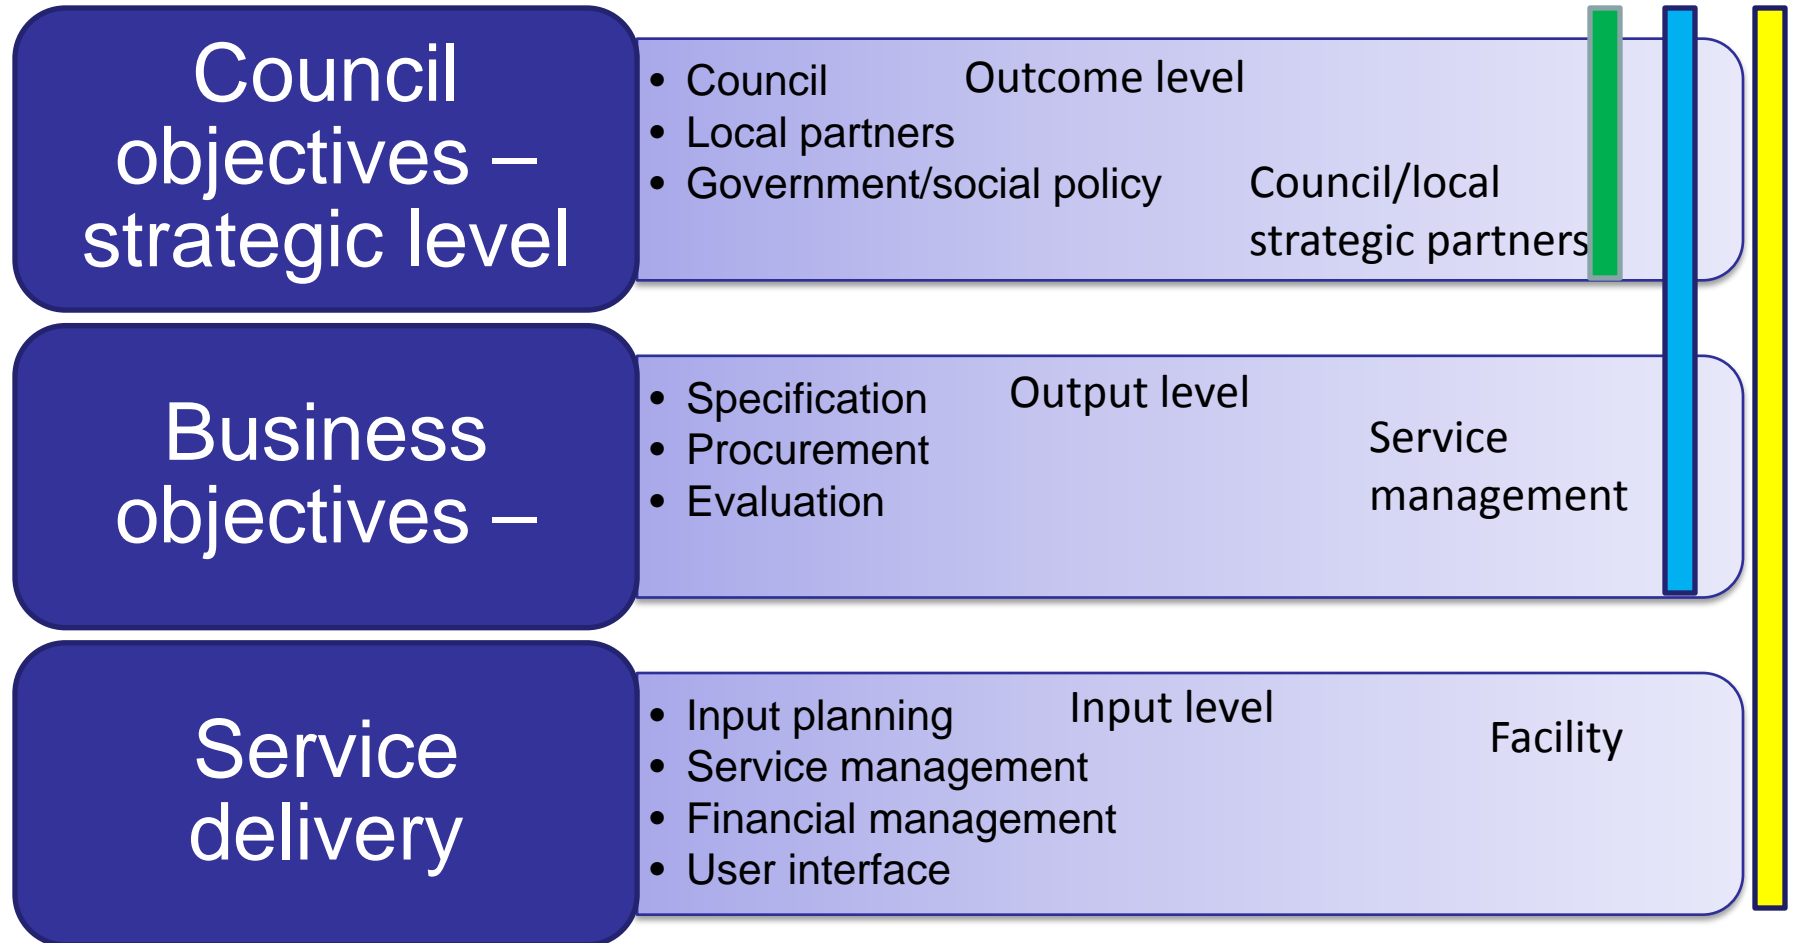 Council
objectives –
strategic level
• Council
Outcome level
• Local partners
• Government/social policy
Council/local
strategic partners
Business
objectives –
• Specification
Output level
• Procurement
• Evaluation
Service
management
Service
delivery
• Input planning
Input level
• Service management
• Financial management
• User interface
Facility